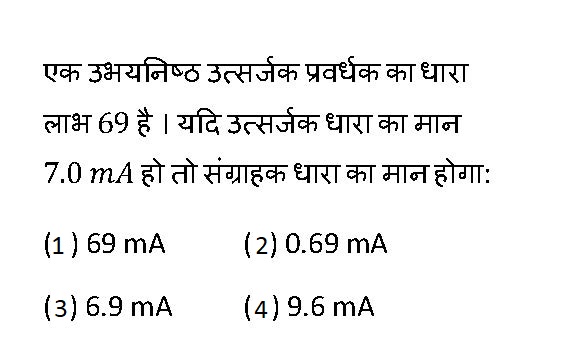 एक उभयनिष्ठ उत्सर्जक प्रवर्धक का धारा
लाभ 69 है । यदि उत्सर्जक धारा का मान
7.0 mA हो तो संग्राहक धारा का मान होगा:
(1 ) 69 mA (2) 0.69 mA
(3) 6.9 mA (4) 9.6 mA